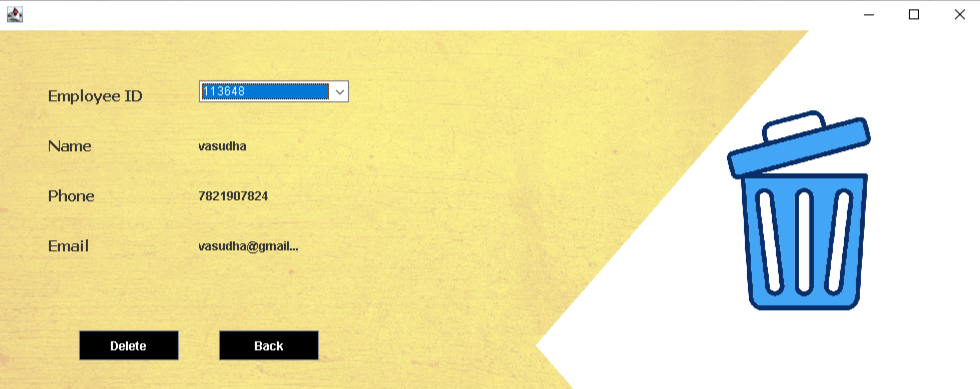 Employee ID 113648
Name vasudha
Phone 7821907824
Email vasudha@gmail...
Delete Back